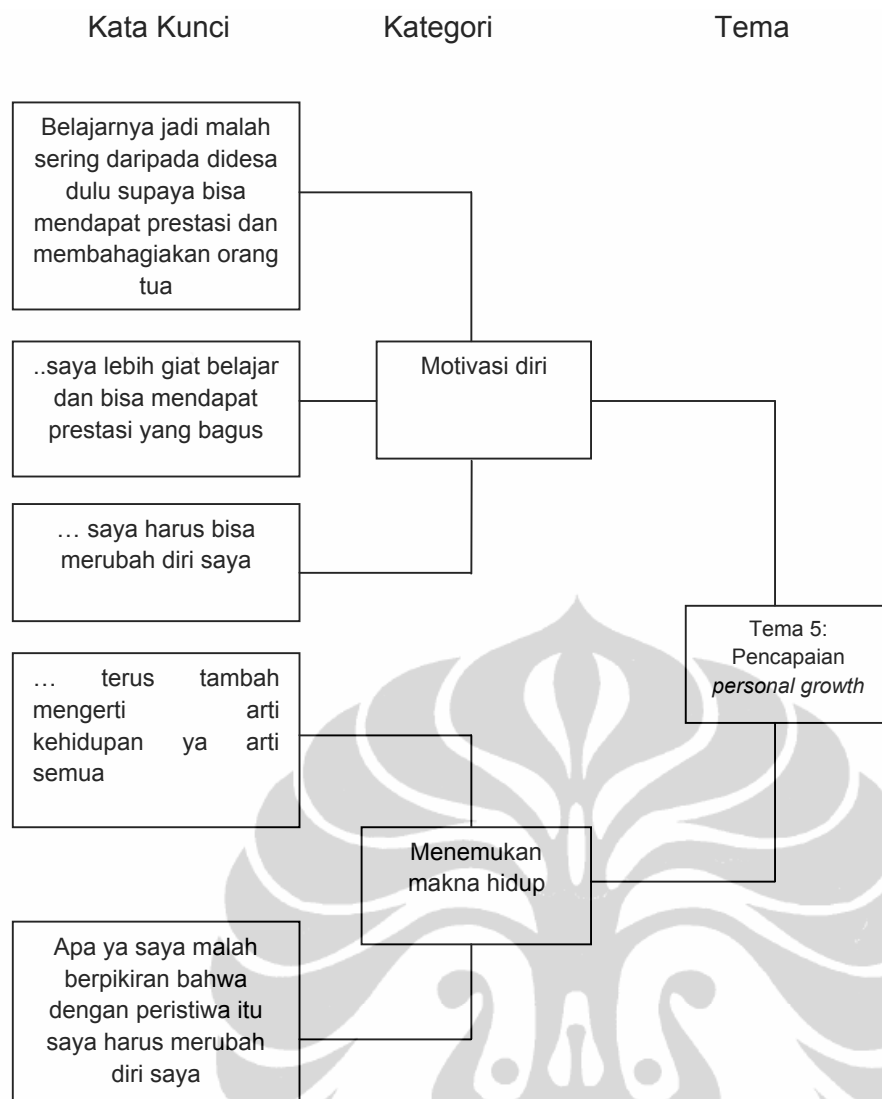 Kata Kunci Kategori Tema
Belajarnya jadi malah
sering daripada didesa
dulu supaya bisa
mendapat prestasi dan
membahagiakan orang
tua
..saya lebih giat belajar
dan bisa mendapat
prestasi yang bagus
Motivasi diri
… saya harus bisa
merubah diri saya
Tema 5:
Pencapaian
personal growth
… terus tambah
mengerti arti
kehidupan ya arti
semua
Menemukan
makna hidup
Apa ya saya malah
berpikiran bahwa
dengan peristiwa itu
saya harus merubah
diri saya